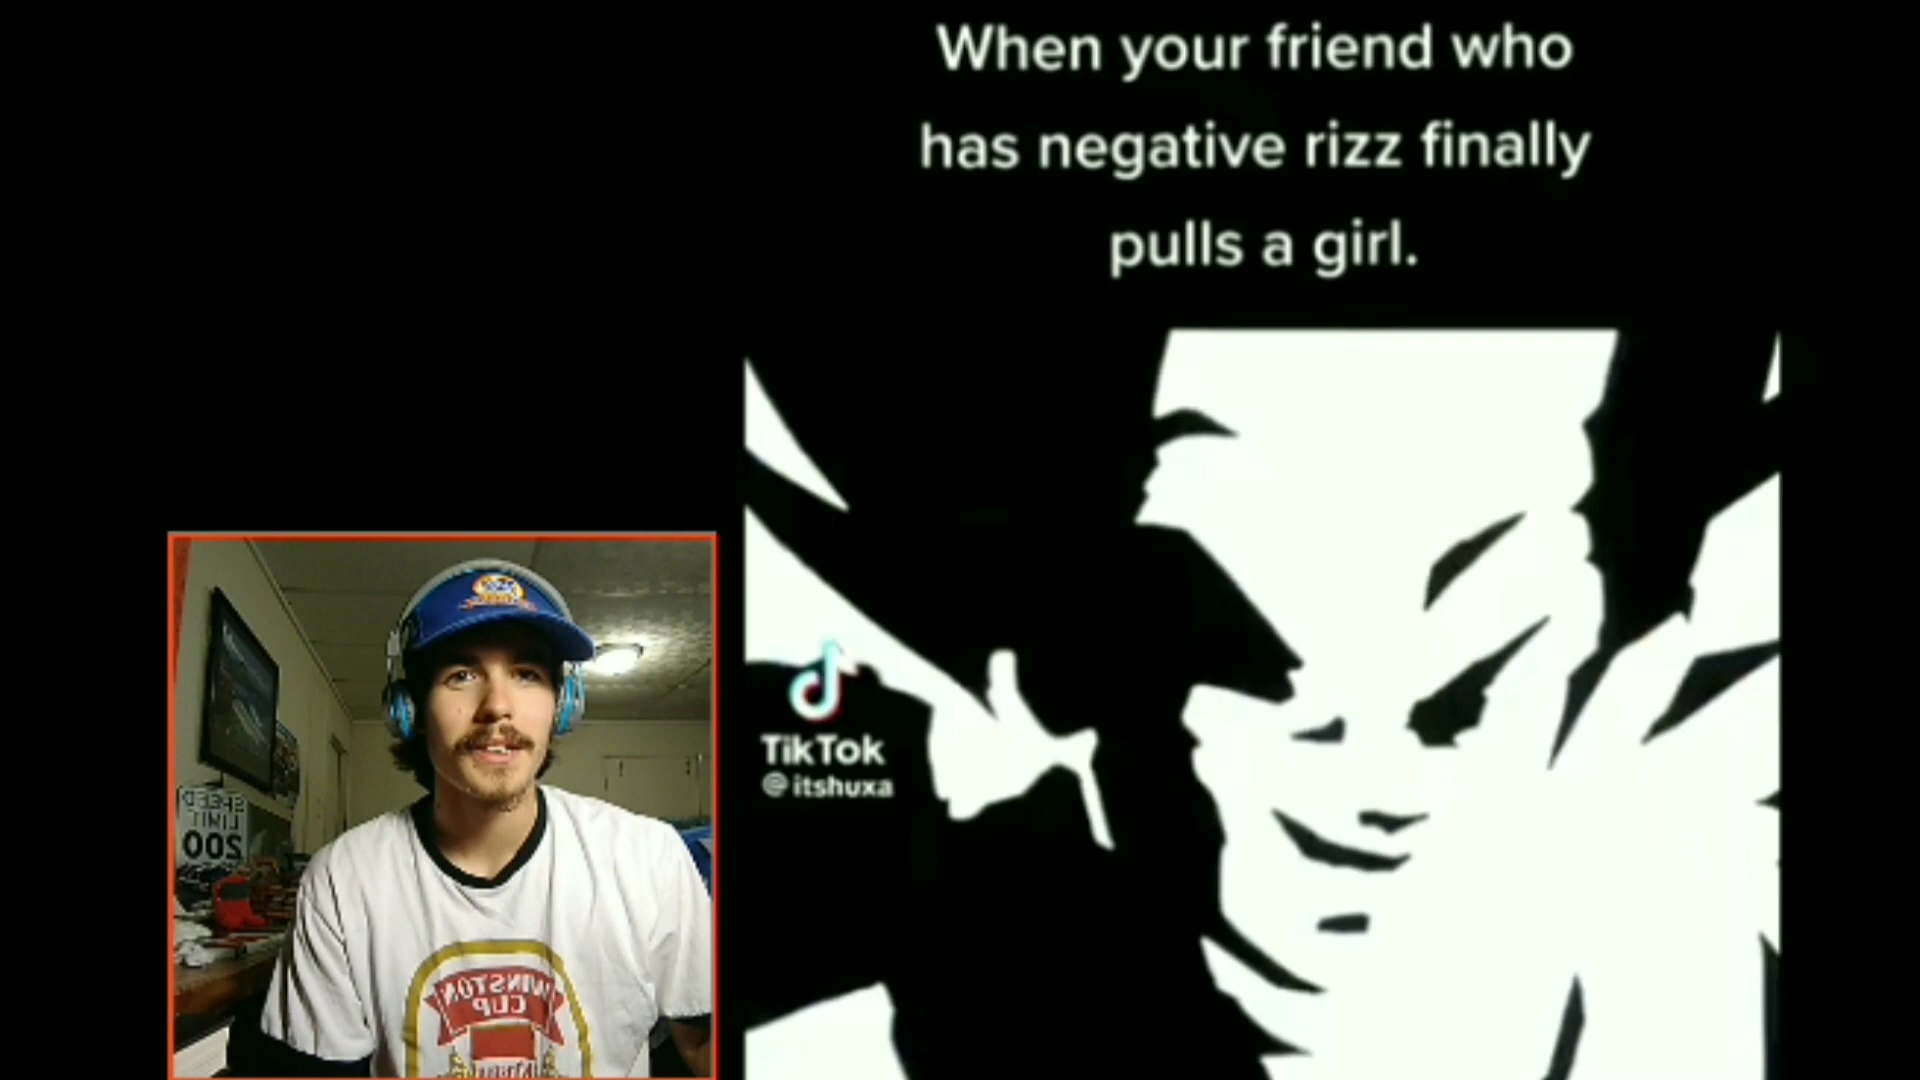 When your friend who
has negative rizz finally
pulls a girl.
TikTok
@itshuxa
SPEED
LIMIT
200
WINSTON
CUP